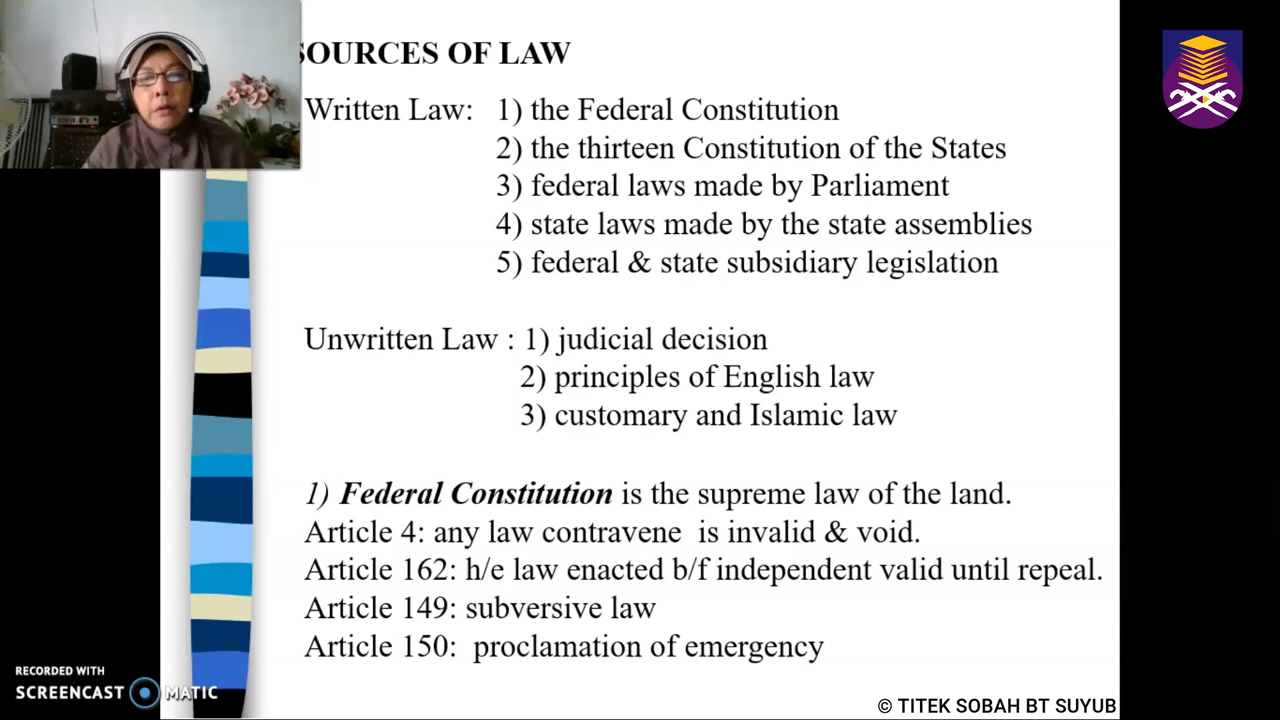 SOURCES OF LAW
Written Law: 1) the Federal Constitution
2) the thirteen Constitution of the States
3) federal laws made by Parliament
4) state laws made by the state assemblies
5) federal & state subsidiary legislation
Unwritten Law : 1) judicial decision
2) principles of English law
3) customary and Islamic law
1) Federal Constitution is the supreme law of the land.
Article 4: any law contravene is invalid & void.
Article 162: h/e law enacted b/f independent valid until repeal.
Article 149: subversive law
Article 150: proclamation of emergency
RECORDED WITH
SCREENCAST MATIC
© TITEK SOBAH BT SUYUB